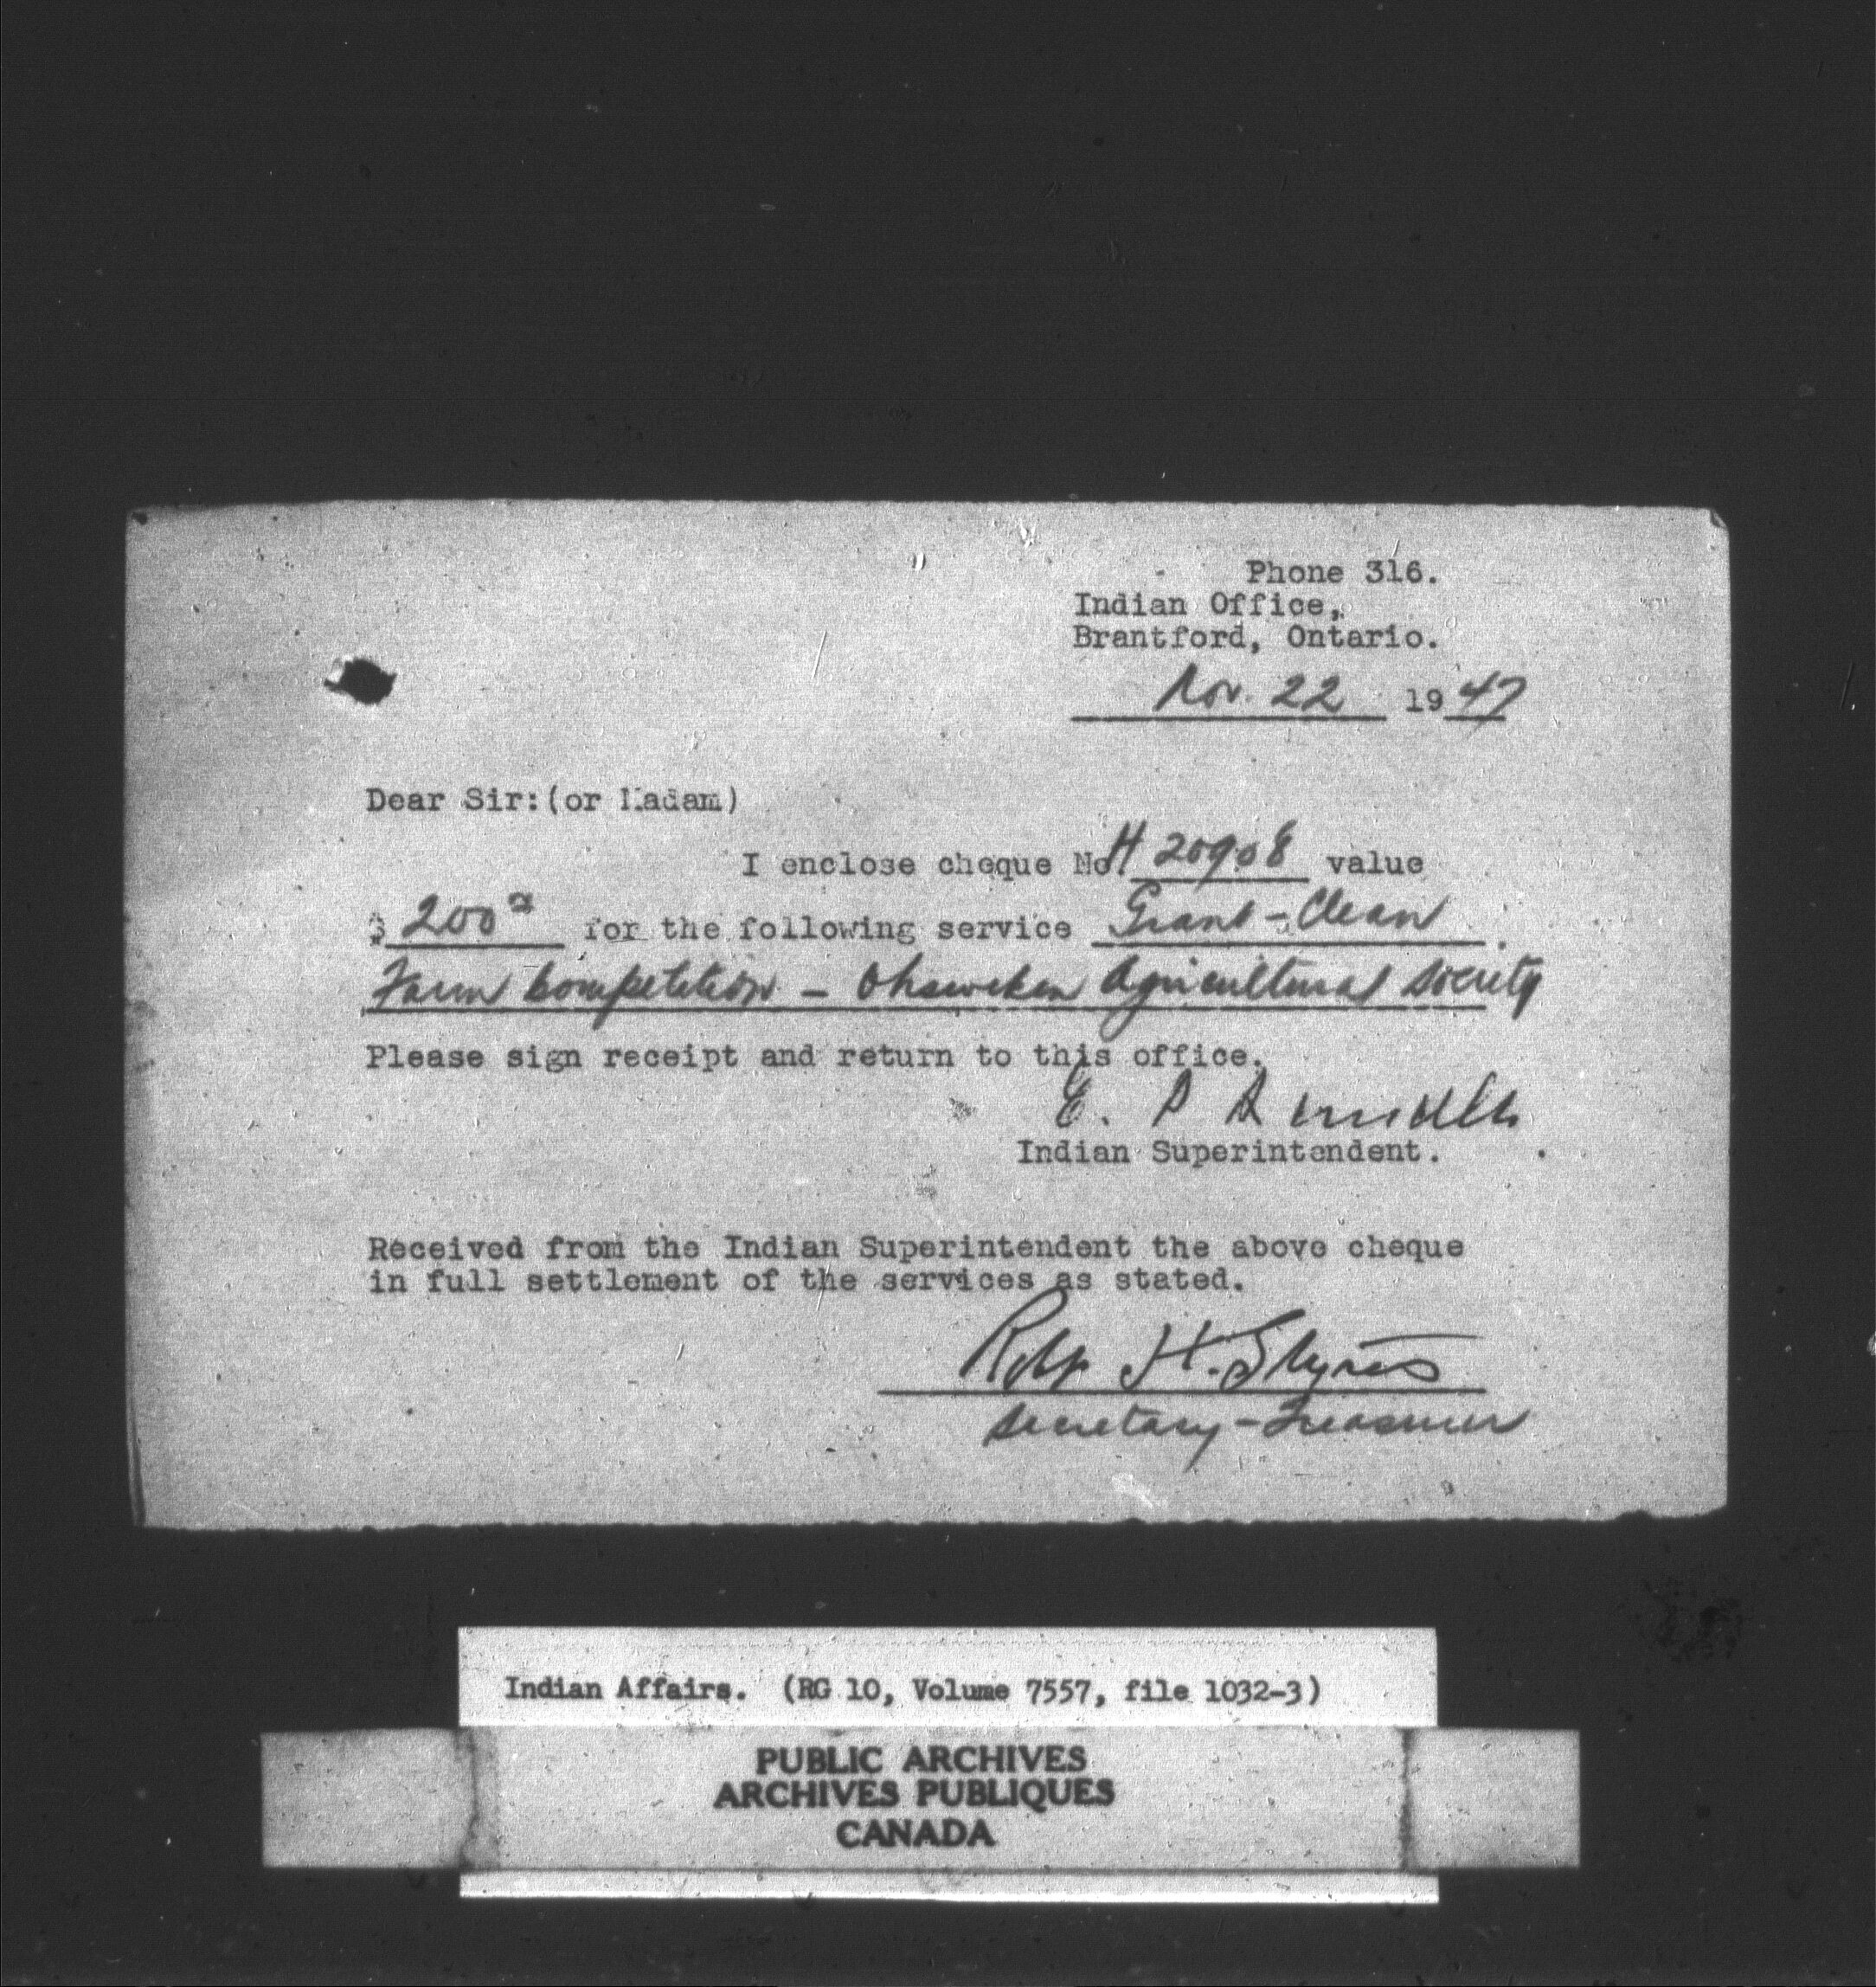 Phone 316.
Indian Office,
Brantford, Ontario.
Nov. 22 1947
Dear Sir:(or Madam)
I enclose cheque No. H 20908 value
$ 200 for the following service Grant - Clean
Farm Competition - Ohsweken Agricultural Society
Please sign receipt and return to this office.
E. P. Randle
Indian Superintendent.
Received from the Indian Superintendent the above cheque
in full settlement of the services as stated.
H. Styres
Secretary-Treasurer
Indian Affairs. (RG 10, Volume 7557, file 1032-3)
PUBLIC ARCHIVES
ARCHIVES PUBLIQUES
CANADA